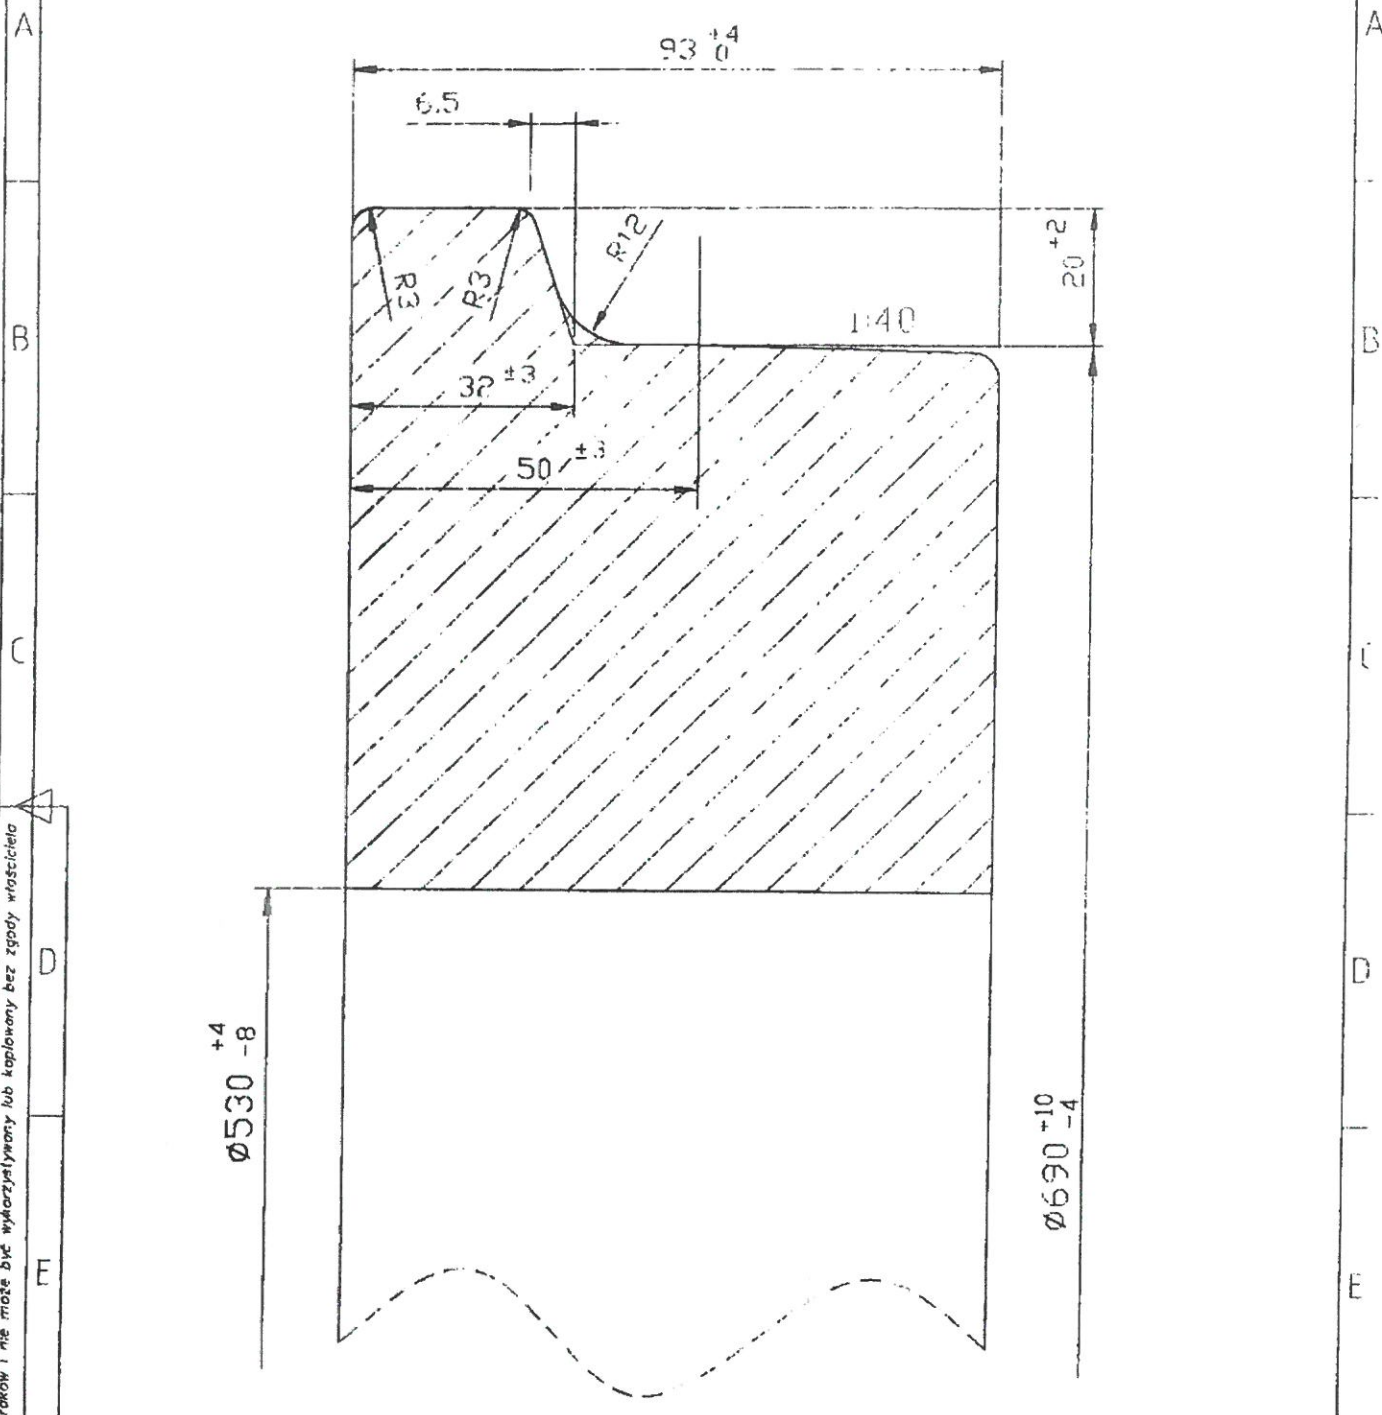 A
A
93 +4 0
6.5
R12
20 +2
R3
R3
B
1:40
B
32 ±3
50 ±3
C
D
D
Ø530 +4 -8
Ø690 +10 -4
E
E
i nie może być wykorzystywany lub kopiowany bez zgody właściciela